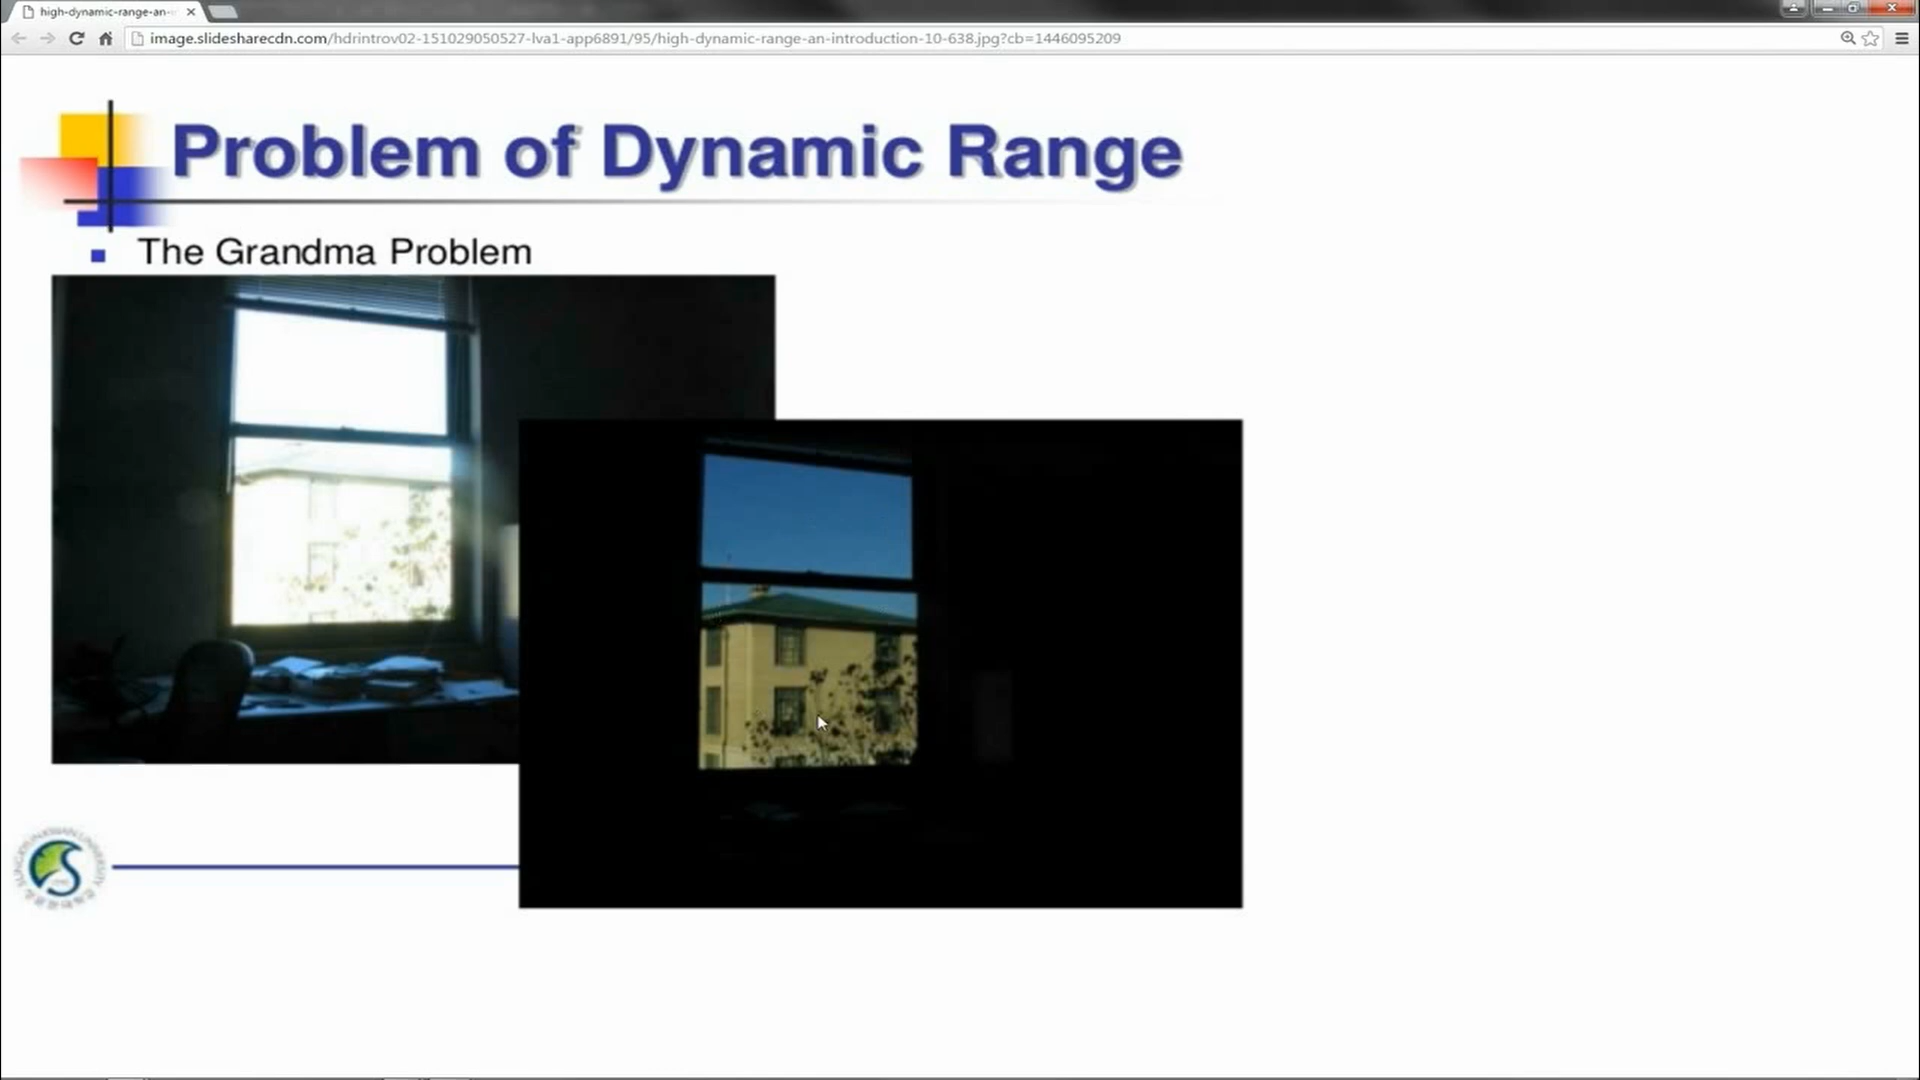 high-dynamic-range-an-
image.slidesharecdn.com/hdrintrov02-151029050527-lva1-app6891/95/high-dynamic-range-an-introduction-10-638.jpg?cb=1446095209
Problem of Dynamic Range
The Grandma Problem